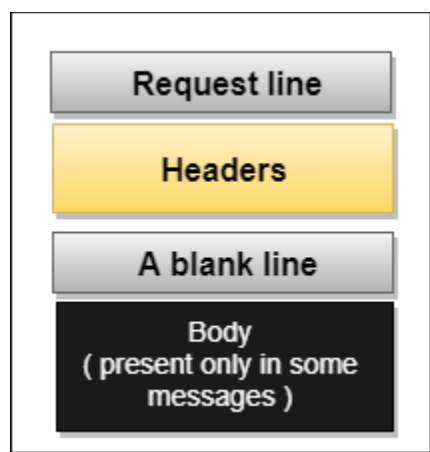 Request line
Headers
A blank line
Body
( present only in some
messages )